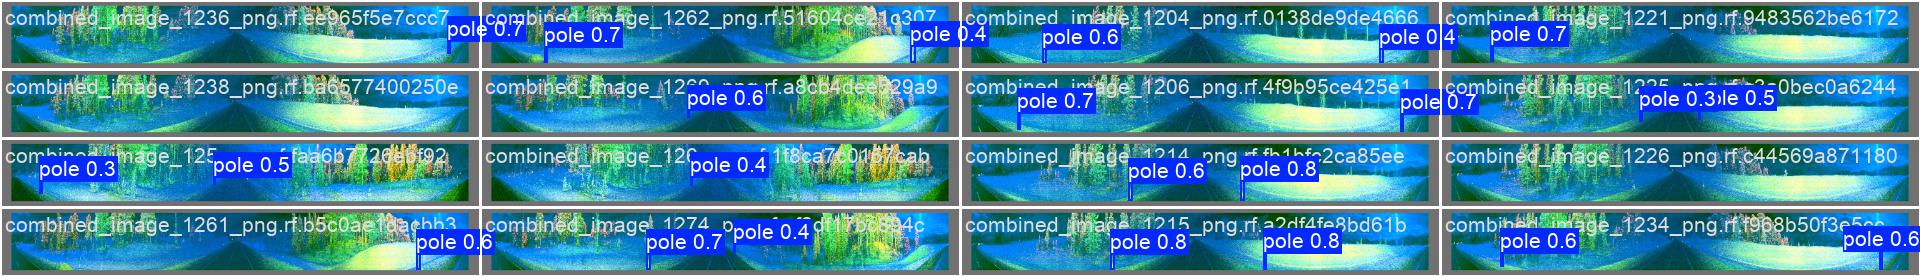 combined_image_1236_png.rf.ee965f5e7ccc7
pole 0.7
combined_image_1262_png.rf.51604ce21c307
pole 0.7
pole 0.4
combined_image_1204_png.rf.0138de9de4666
pole 0.6
pole 0.4
combined_image_1221_png.rf.9483562be6172
pole 0.7
combined_image_1238_png.rf.ba6577400250e
pole 0.6
combined_image_1206_png.rf.4f9b95ce425e1
pole 0.7
pole 0.7
pole 0.3
pole 0.5
pole 0.3
pole 0.5
pole 0.4
pole 0.6
pole 0.8
combined_image_1226_png.rf.c44569a871180
pole 0.6
pole 0.7
pole 0.4
combined_image_1215_png.rf.a2df4fe8bd61b
pole 0.8
pole 0.8
pole 0.6
pole 0.6